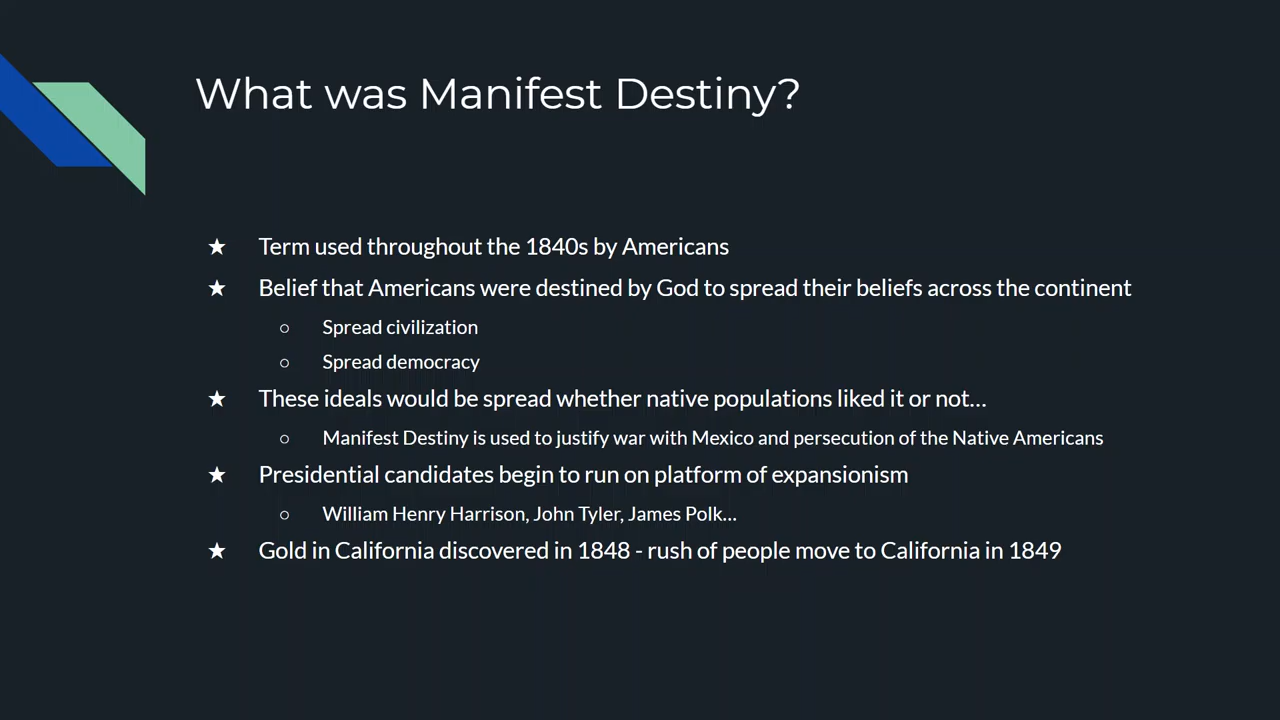 What was Manifest Destiny?
★ Term used throughout the 1840s by Americans
★ Belief that Americans were destined by God to spread their beliefs across the continent
○ Spread civilization
○ Spread democracy
★ These ideals would be spread whether native populations liked it or not...
○ Manifest Destiny is used to justify war with Mexico and persecution of the Native Americans
★ Presidential candidates begin to run on platform of expansionism
○ William Henry Harrison, John Tyler, James Polk...
★ Gold in California discovered in 1848 - rush of people move to California in 1849